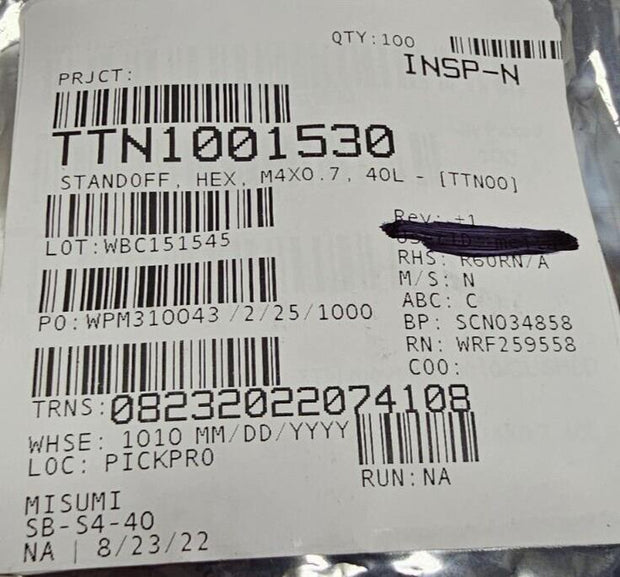 QTY:100
INSP-N
PRJCT:
TTN1001530
STANDOFF, HEX, M4X0.7, 40L - [TTN00]
LOT:WBC151545
Rev: +1
RHS: R6URN/A
M/S: N
ABC: C
PO:WPM310043 /2/25/1000
BP: SCN034858
RN: WRF259558
COO:
TRNS:08232022074108
WHSE: 1010 MM/DD/YYYY
LOC: PICKPRO
RUN: NA
MISUMI
SB-S4-40
NA | 8/23/22